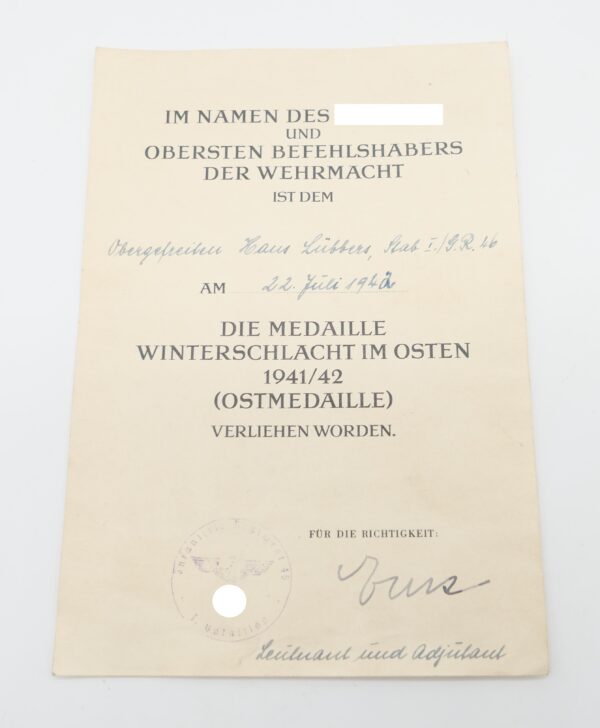 IM NAMEN DES
UND
OBERSTEN BEFEHLSHABERS
DER WEHRMACHT
IST DEM
Obergefreiten Hans Lübbers, Stab I./G.R. 46
AM 22. Juli 1942
DIE MEDAILLE
WINTERSCHLACHT IM OSTEN
1941/42
(OSTMEDAILLE)
VERLIEHEN WORDEN.
FÜR DIE RICHTIGKEIT:
Leutnant und Adjutant